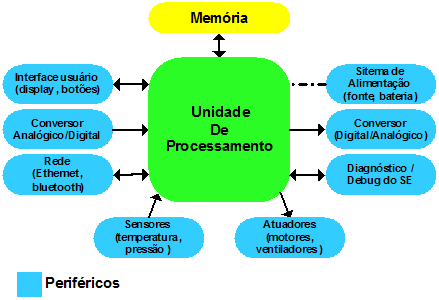 Memória
Interface usuário
(display , botões)
Sitema de
Alimentação
(fonte, bateria)
Unidade
De
Processamento
Conversor
Analógico/Digital
Conversor
(Digital/Analógico)
Rede
(Ethernet,
bluetooth)
Diagnóstico /
Debug do SE
Sensores
(temperatura,
pressão )
Atuadores
(motores,
ventiladores)
Periféricos